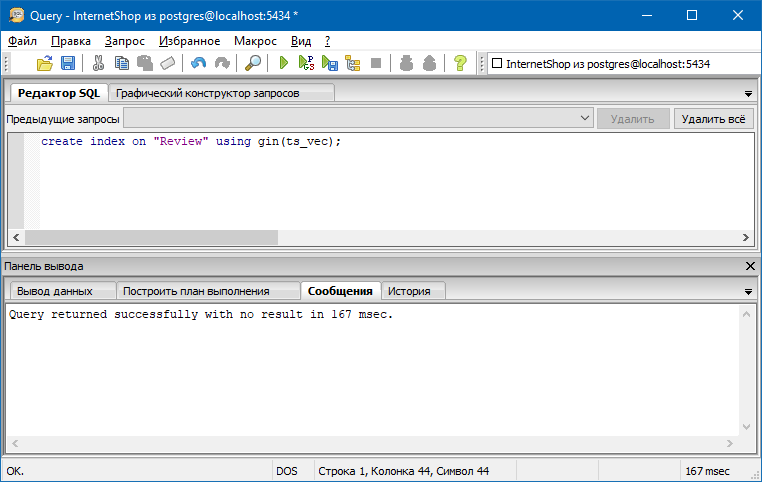 Query - InternetShop из postgres@localhost:5434 *
Файл Правка Запрос Избранное Макрос Вид ?
InternetShop из postgres@localhost:5434
Редактор SQL Графический конструктор запросов
Предыдущие запросы Удалить Удалить всё
create index on "Review" using gin(ts_vec);
Панель вывода
Вывод данных Построить план выполнения Сообщения История
Query returned successfully with no result in 167 msec.
OK. DOS Строка 1, Колонка 44, Символ 44 167 msec